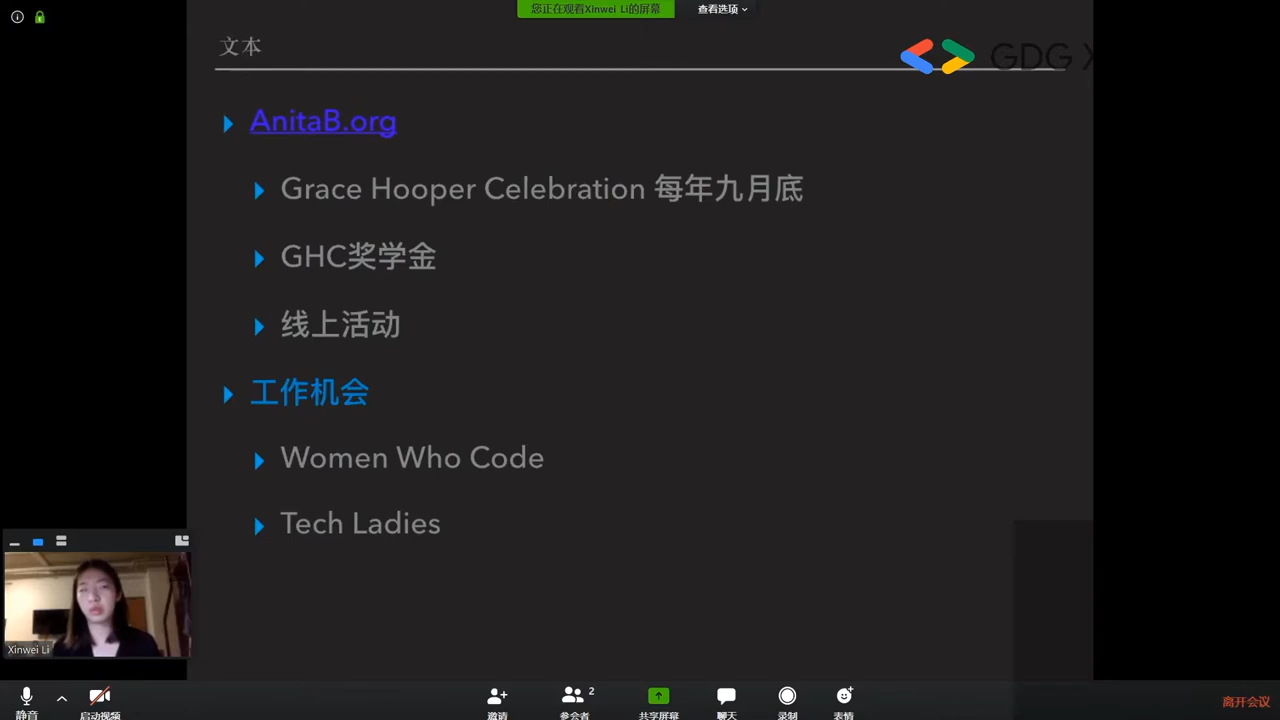 您正在观看Xinwei Li的屏幕
查看选项
文本
GDG X
AnitaB.org
Grace Hooper Celebration 每年九月底
GHC奖学金
线上活动
工作机会
Women Who Code
Tech Ladies
Xinwei Li
静音
启动视频
邀请
2
参会者
共享屏幕
聊天
录制
表情
离开会议